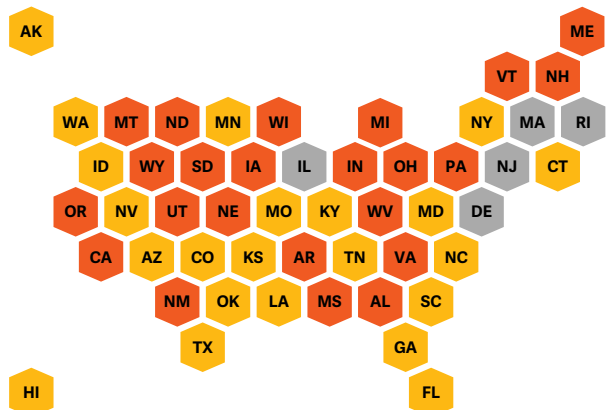 AK ME
VT NH
WA MT ND MN WI MI NY MA RI
ID WY SD IA IL IN OH PA NJ CT
OR NV UT NE MO KY WV MD DE
CA AZ CO KS AR TN VA NC
NM OK LA MS AL SC
TX GA
HI FL